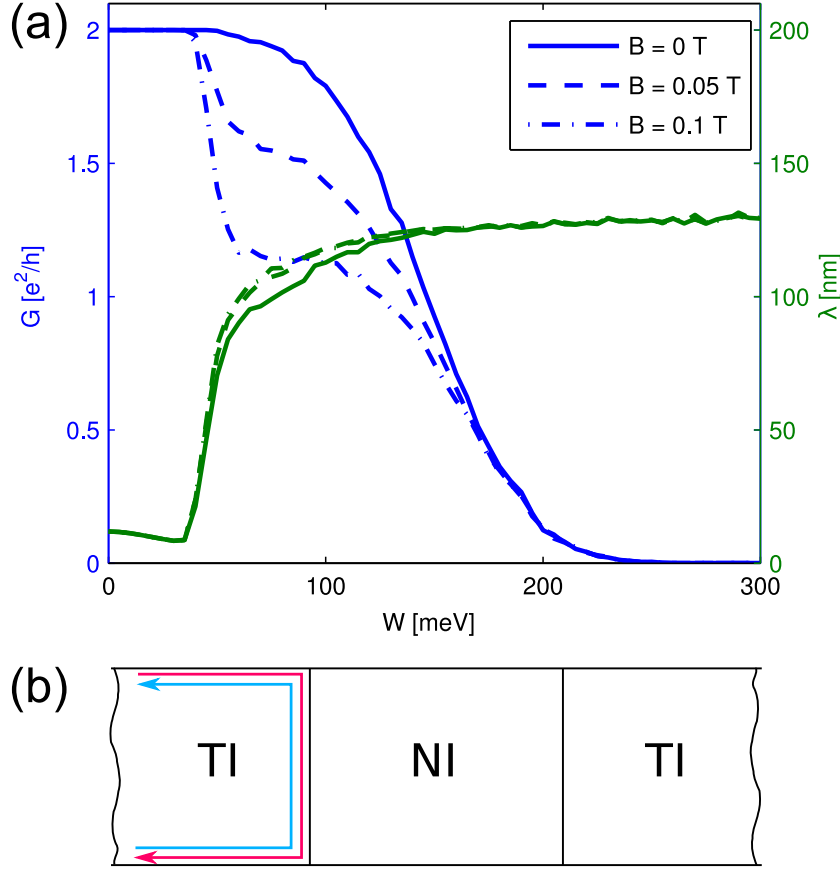 (a)
2
1.5
1
0.5
0
G [e²/h]
200
150
100
50
0
λ [nm]
B = 0 T
B = 0.05 T
B = 0.1 T
0 100 200 300
W [meV]
(b)
TI NI TI